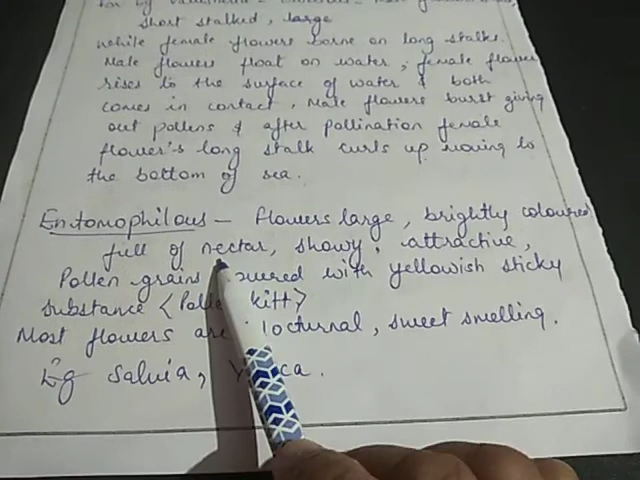 short stalked, large
while female flowers borne on long stalks.
Male flowers float on water, female flower
rises to the surface of water & both
comes in contact, Male flowers burst giving
out pollens & after pollination female
flower's long stalk curls up moving to
the bottom of sea.
Entomophilous - flowers large, brightly coloured
full of nectar, showy, attractive,
Pollen grains with yellowish sticky
substance < kitt>
Most flowers are sweet smelling.
Eg Salvia,